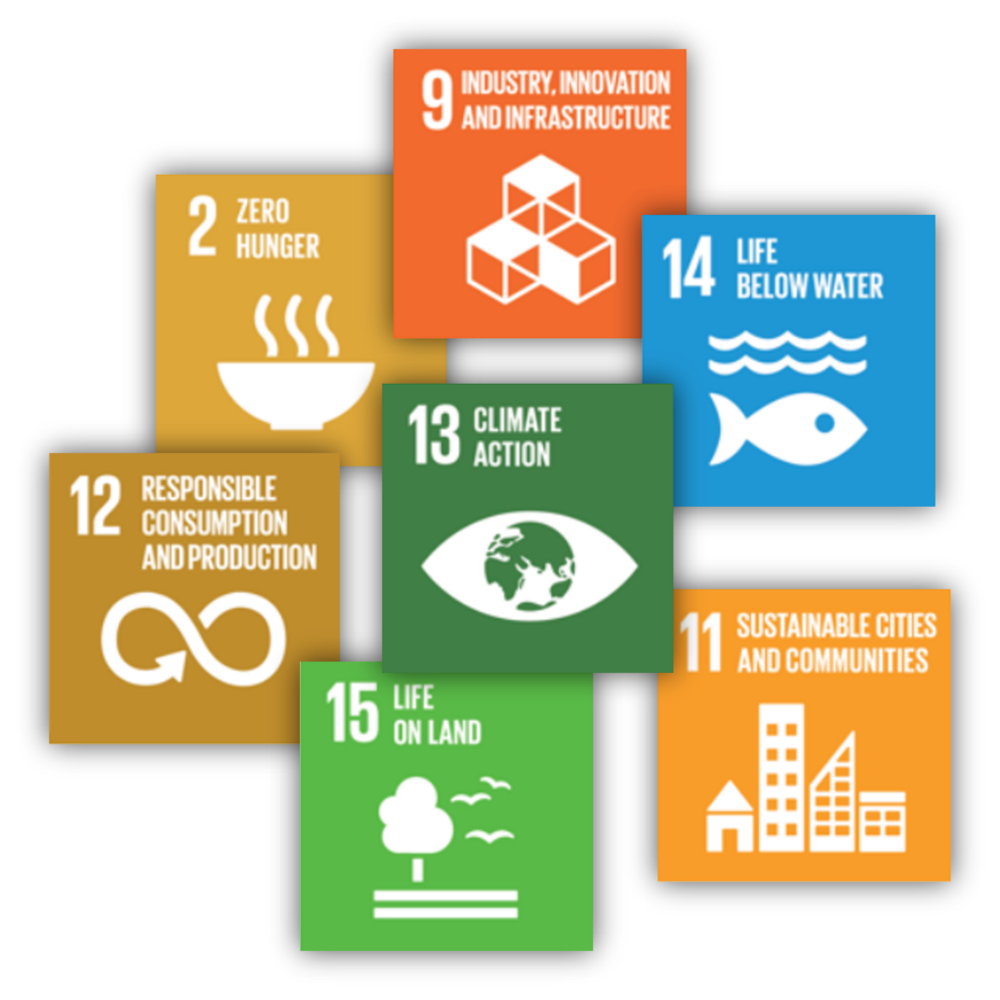 9 INDUSTRY, INNOVATION
AND INFRASTRUCTURE
2 ZERO
HUNGER
14 LIFE
BELOW WATER
13 CLIMATE
ACTION
12 RESPONSIBLE
CONSUMPTION
AND PRODUCTION
11 SUSTAINABLE CITIES
AND COMMUNITIES
15 LIFE
ON LAND